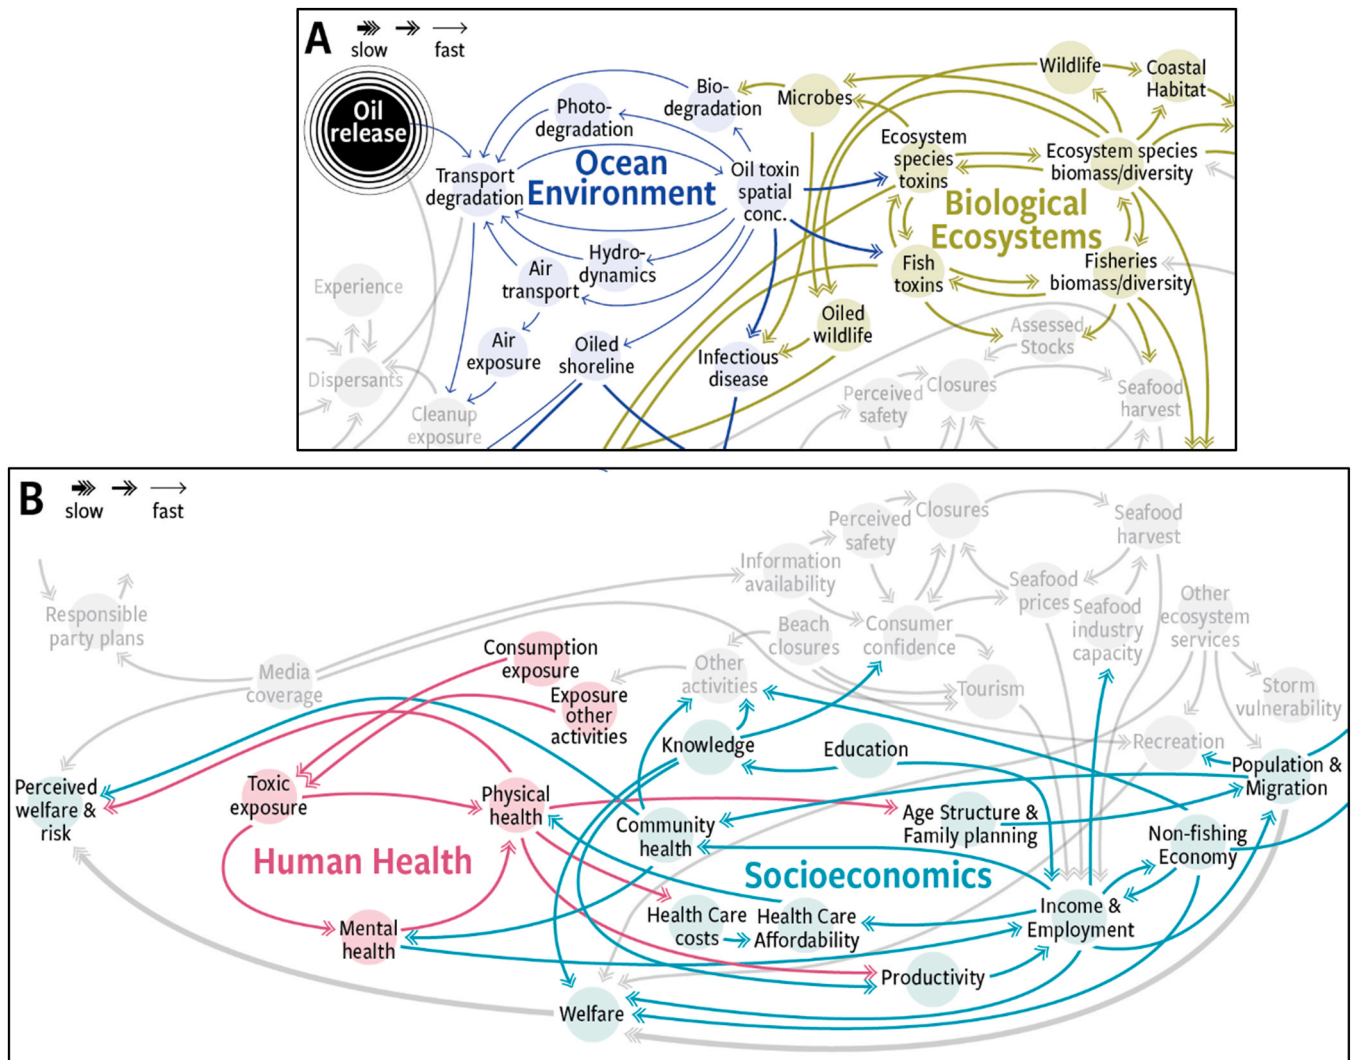 A
slow fast
Oil
release
Photo-
degradation
Bio-
degradation
Microbes
Wildlife
Coastal
Habitat
Transport
degradation
Ocean
Environment
Oil toxin
spatial
conc.
Ecosystem
species
toxins
Ecosystem species
biomass/diversity
Biological
Ecosystems
Experience
Air
transport
Hydro-
dynamics
Fish
toxins
Fisheries
biomass/diversity
Dispersants
Air
exposure
Oiled
shoreline
Infectious
disease
Oiled
wildlife
Assessed
Stocks
Cleanup
exposure
Perceived
safety
Closures
Seafood
harvest
B
slow fast
Responsible
party plans
Media
coverage
Information
availability
Perceived
safety
Closures
Seafood
harvest
Consumption
exposure
Exposure
other
activities
Other
activities
Beach
closures
Consumer
confidence
Seafood
prices
Seafood
industry
capacity
Other
ecosystem
services
Tourism
Storm
vulnerability
Knowledge
Education
Recreation
Population &
Migration
Perceived
welfare &
risk
Toxic
exposure
Physical
health
Community
health
Age Structure &
Family planning
Non-fishing
Economy
Human Health
Socioeconomics
Mental
health
Health Care
costs
Health Care
Affordability
Income &
Employment
Productivity
Welfare